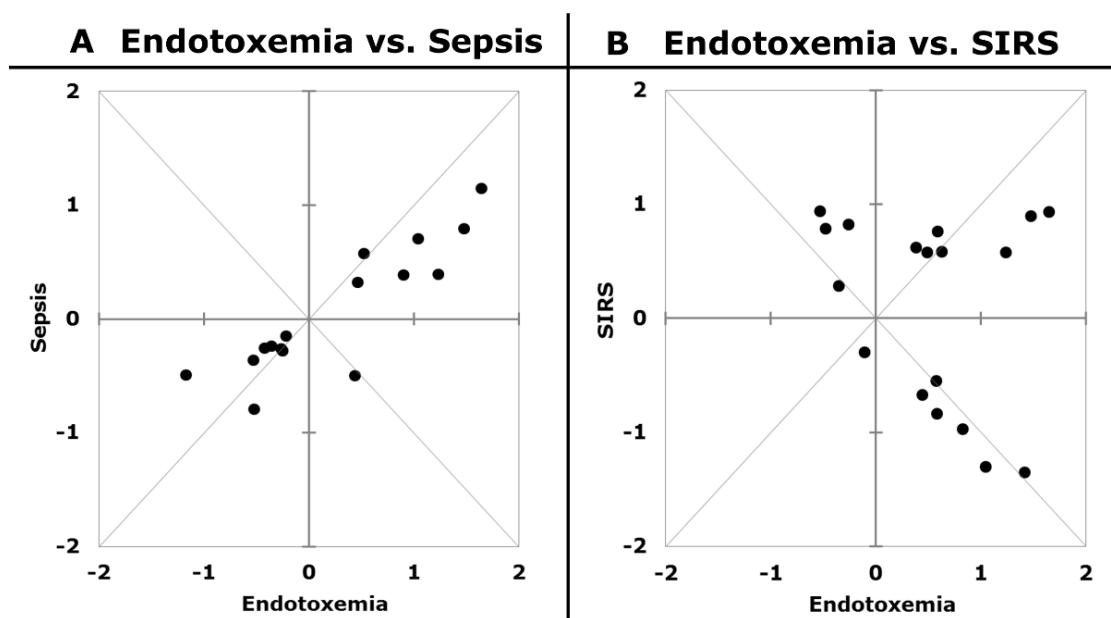 A Endotoxemia vs. Sepsis
2
1
0
-1
-2
Sepsis
-2 -1 0 1 2
Endotoxemia
B Endotoxemia vs. SIRS
2
1
0
-1
-2
SIRS
-2 -1 0 1 2
Endotoxemia